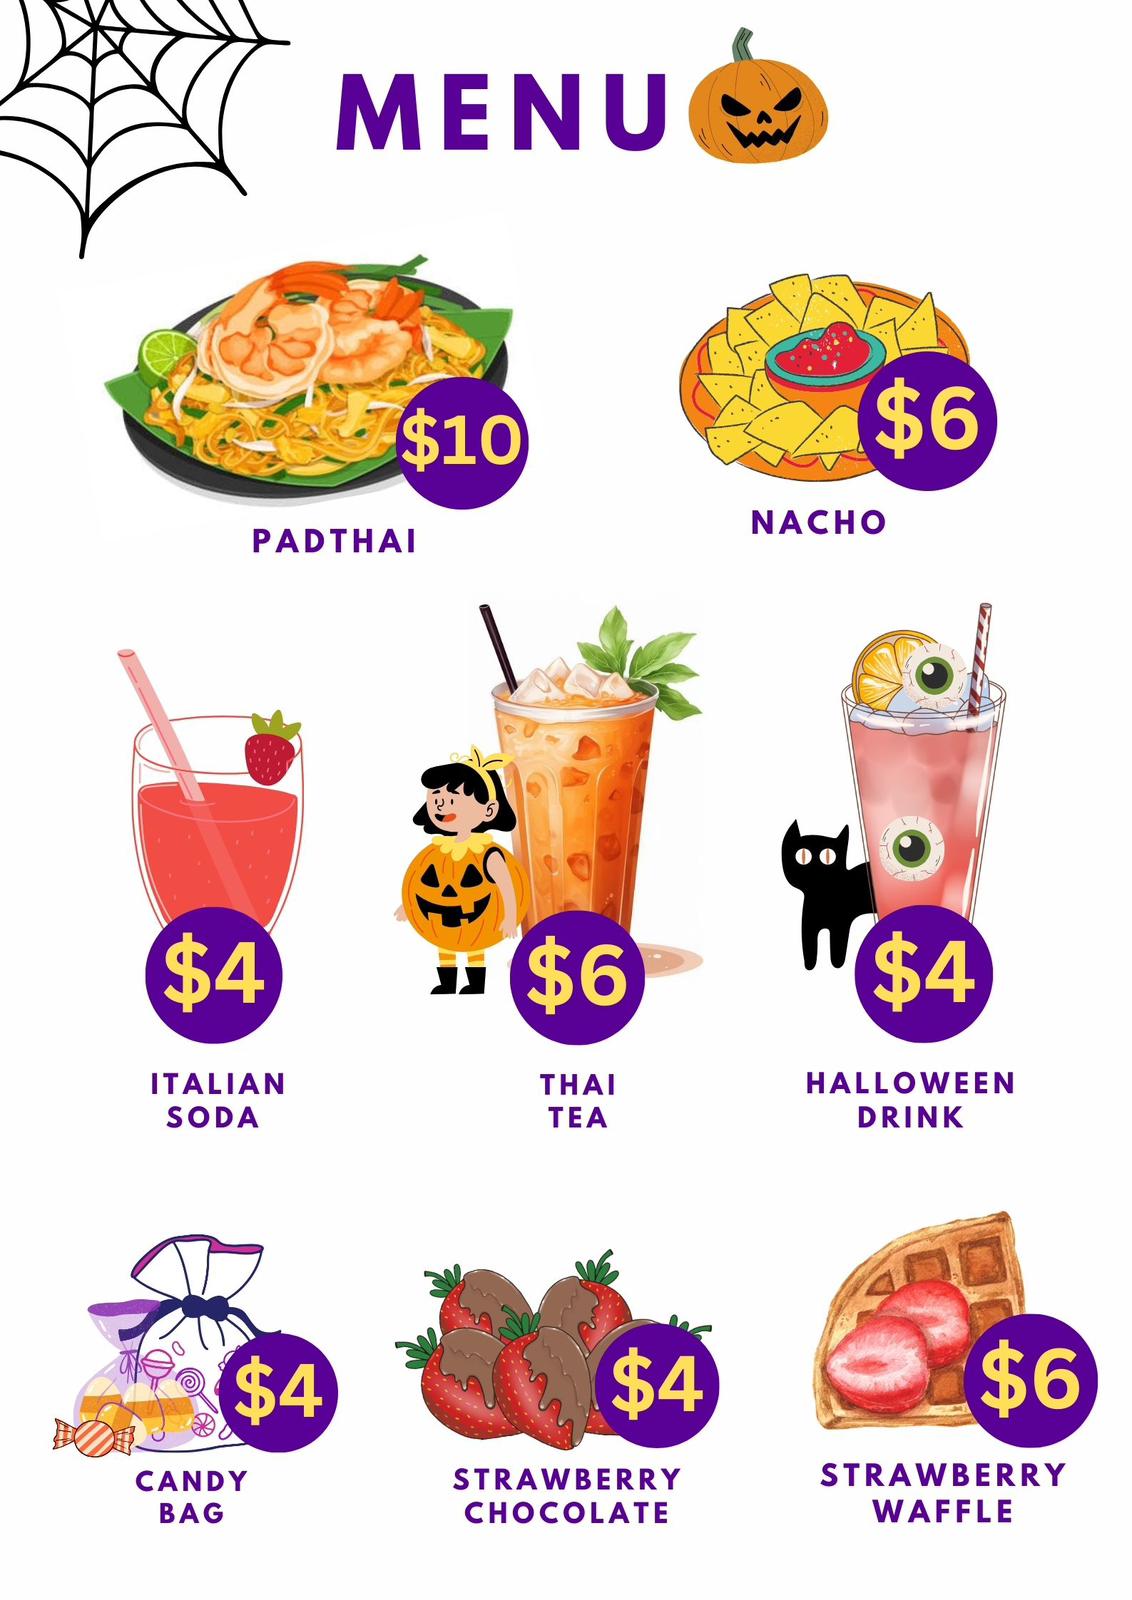 MENU
$10
$6
PADTHAI
NACHO
$4
$6
$4
ITALIAN
SODA
THAI
TEA
HALLOWEEN
DRINK
$4
$4
$6
CANDY
BAG
STRAWBERRY
CHOCOLATE
STRAWBERRY
WAFFLE